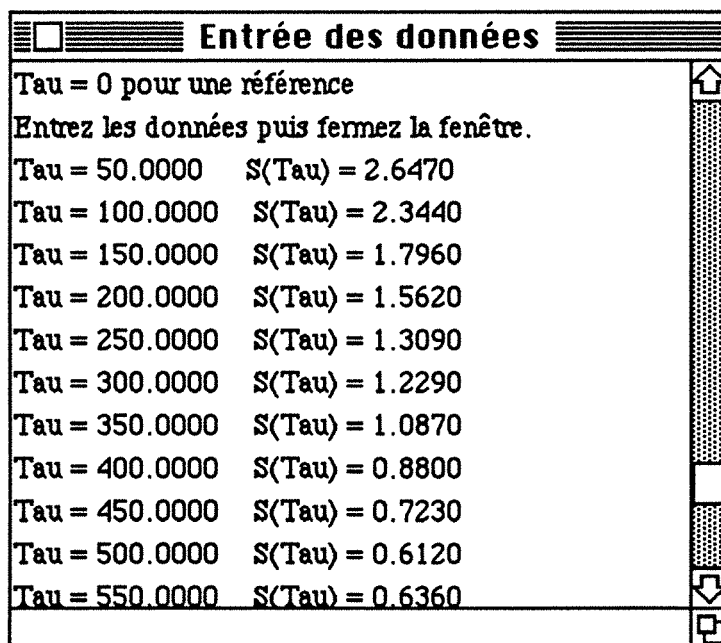 Entrée des données
Tau = 0 pour une référence
Entrez les données puis fermez la fenêtre.
Tau = 50.0000 S(Tau) = 2.6470
Tau = 100.0000 S(Tau) = 2.3440
Tau = 150.0000 S(Tau) = 1.7960
Tau = 200.0000 S(Tau) = 1.5620
Tau = 250.0000 S(Tau) = 1.3090
Tau = 300.0000 S(Tau) = 1.2290
Tau = 350.0000 S(Tau) = 1.0870
Tau = 400.0000 S(Tau) = 0.8800
Tau = 450.0000 S(Tau) = 0.7230
Tau = 500.0000 S(Tau) = 0.6120
Tau = 550.0000 S(Tau) = 0.6360